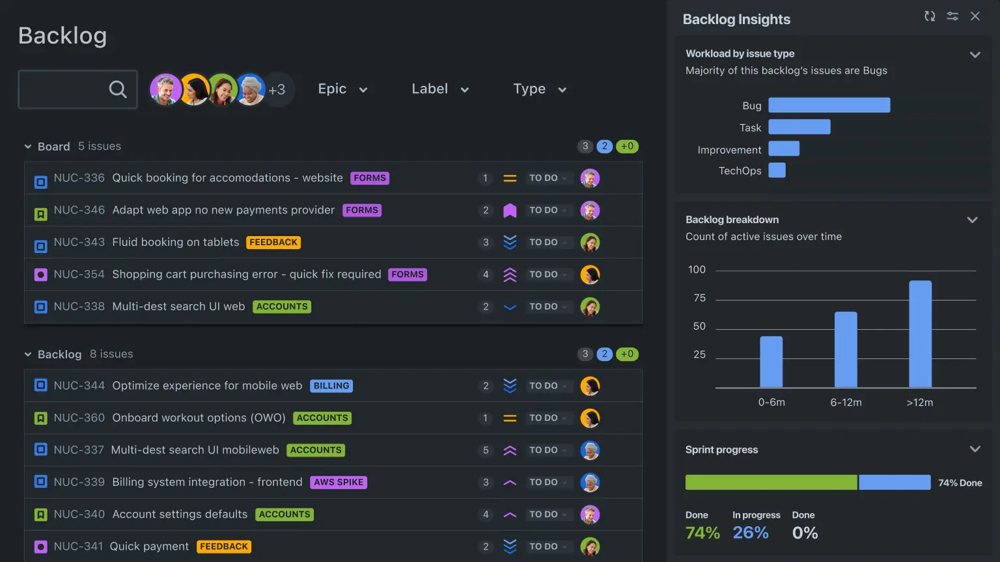 Backlog
+3
Epic
Label
Type
Board 5 issues 3 2 +0
NUC-336 Quick booking for accomodations - website FORMS 1 TO DO
NUC-346 Adapt web app no new payments provider FORMS 2 TO DO
NUC-343 Fluid booking on tablets FEEDBACK 3 TO DO
NUC-354 Shopping cart purchasing error - quick fix required FORMS 4 TO DO
NUC-338 Multi-dest search UI web ACCOUNTS 2 TO DO
Backlog 8 issues 3 2 +0
NUC-344 Optimize experience for mobile web BILLING 2 TO DO
NUC-360 Onboard workout options (OWO) ACCOUNTS 1 TO DO
NUC-337 Multi-dest search UI mobileweb ACCOUNTS 5 TO DO
NUC-339 Billing system integration - frontend AWS SPIKE 3 TO DO
NUC-340 Account settings defaults ACCOUNTS 4 TO DO
NUC-341 Quick payment FEEDBACK 2 TO DO
Backlog Insights
Workload by issue type
Majority of this backlog's issues are Bugs
Bug
Task
Improvement
TechOps
Backlog breakdown
Count of active issues over time
100
75
50
25
0-6m 6-12m >12m
Sprint progress
74% Done
Done In progress Done
74% 26% 0%